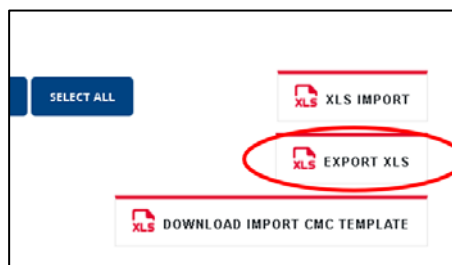 SELECT ALL
XLS XLS IMPORT
XLS EXPORT XLS
XLS DOWNLOAD IMPORT CMC TEMPLATE